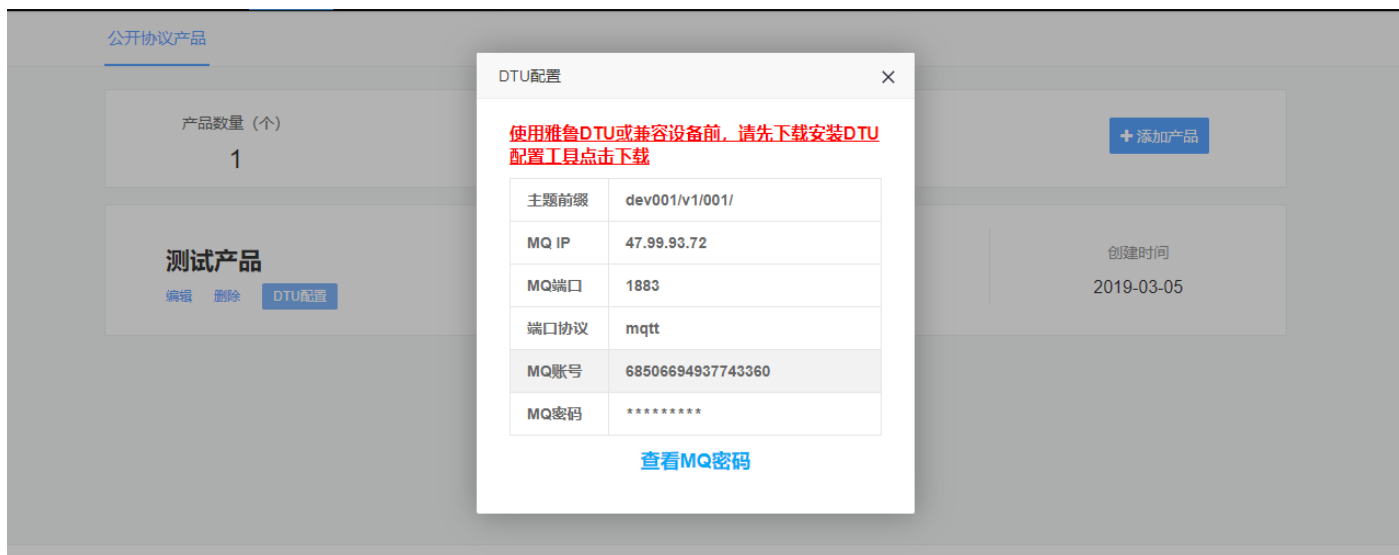 公开协议产品
产品数量（个）
1
+ 添加产品
测试产品
编辑 删除 DTU配置
创建时间
2019-03-05
DTU配置 ×
使用雅鲁DTU或兼容设备前，请先下载安装DTU
配置工具点击下载
主题前缀 dev001/v1/001/
MQ IP 47.99.93.72
MQ端口 1883
端口协议 mqtt
MQ账号 68506694937743360
MQ密码 *********
查看MQ密码